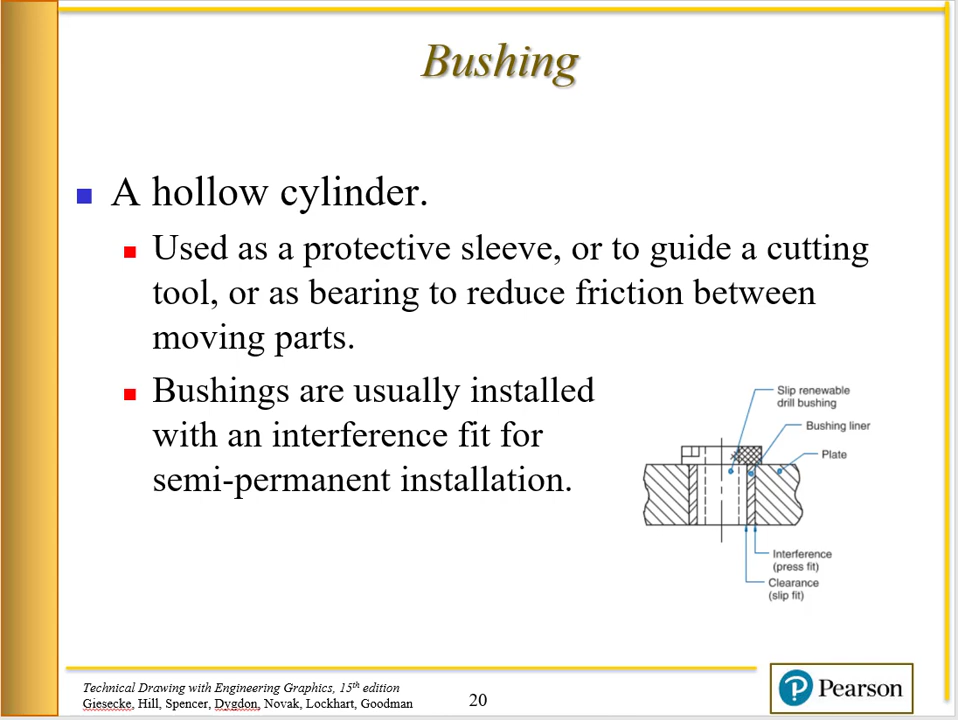 Bushing
A hollow cylinder.
Used as a protective sleeve, or to guide a cutting
tool, or as bearing to reduce friction between
moving parts.
Bushings are usually installed
with an interference fit for
semi-permanent installation.
Slip renewable
drill bushing
Bushing liner
Plate
Interference
(press fit)
Clearance
(slip fit)
Technical Drawing with Engineering Graphics, 15th edition
Giesecke, Hill, Spencer, Dygdon, Novak, Lockhart, Goodman
20
P Pearson